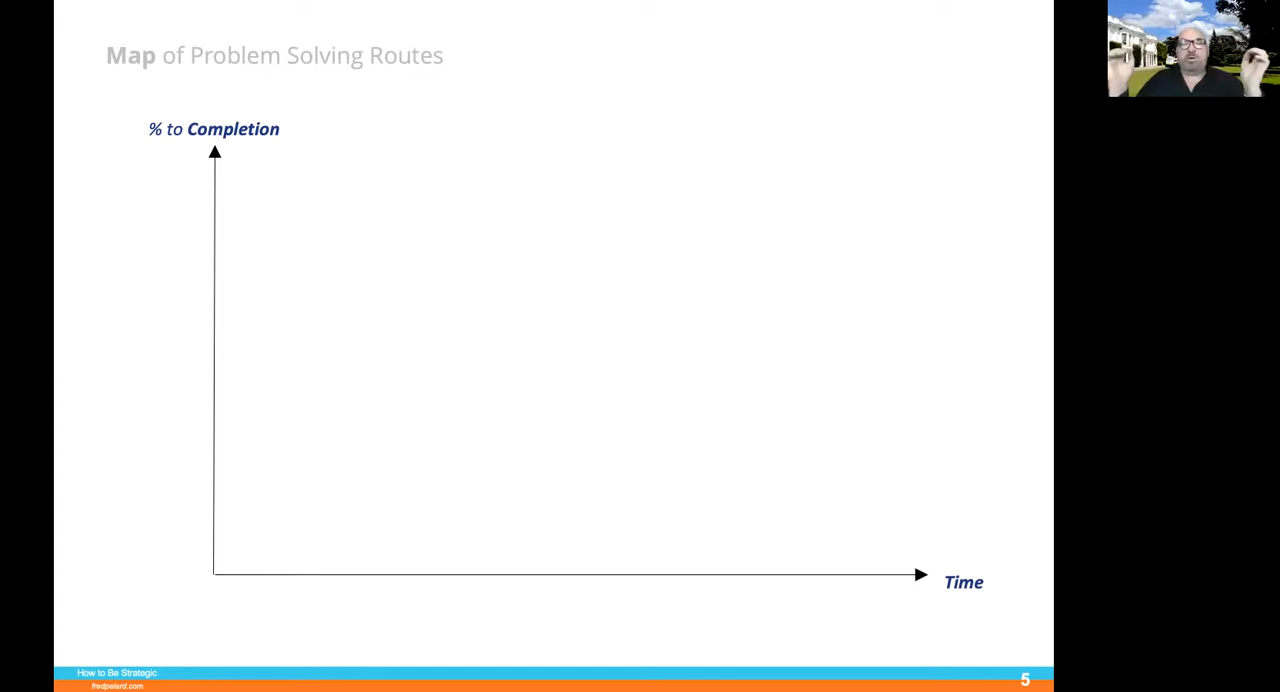 Map of Problem Solving Routes
% to Completion
Time
How to Be Strategic
fredpelard.com
5